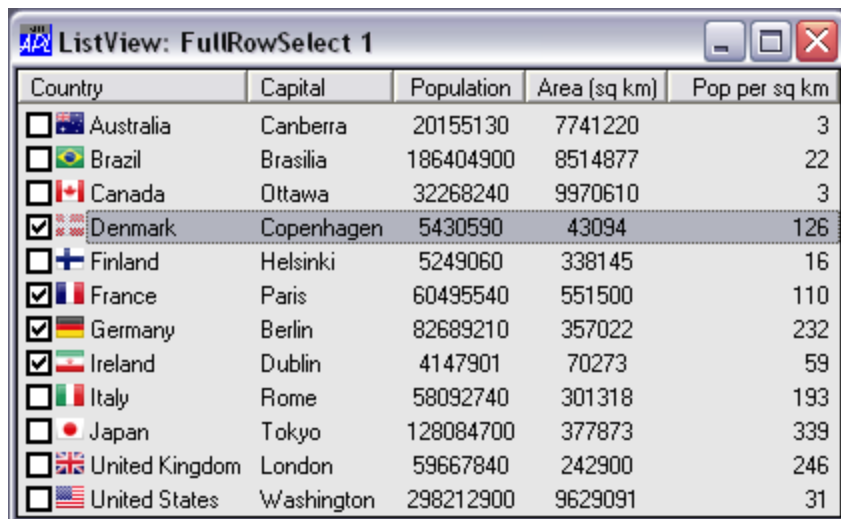 APL ListView: FullRowSelect 1
Country Capital Population Area (sq km) Pop per sq km
Australia Canberra 20155130 7741220 3
Brazil Brasilia 186404900 8514877 22
Canada Ottawa 32268240 9970610 3
Denmark Copenhagen 5430590 43094 126
Finland Helsinki 5249060 338145 16
France Paris 60495540 551500 110
Germany Berlin 82689210 357022 232
Ireland Dublin 4147901 70273 59
Italy Rome 58092740 301318 193
Japan Tokyo 128084700 377873 339
United Kingdom London 59667840 242900 246
United States Washington 298212900 9629091 31